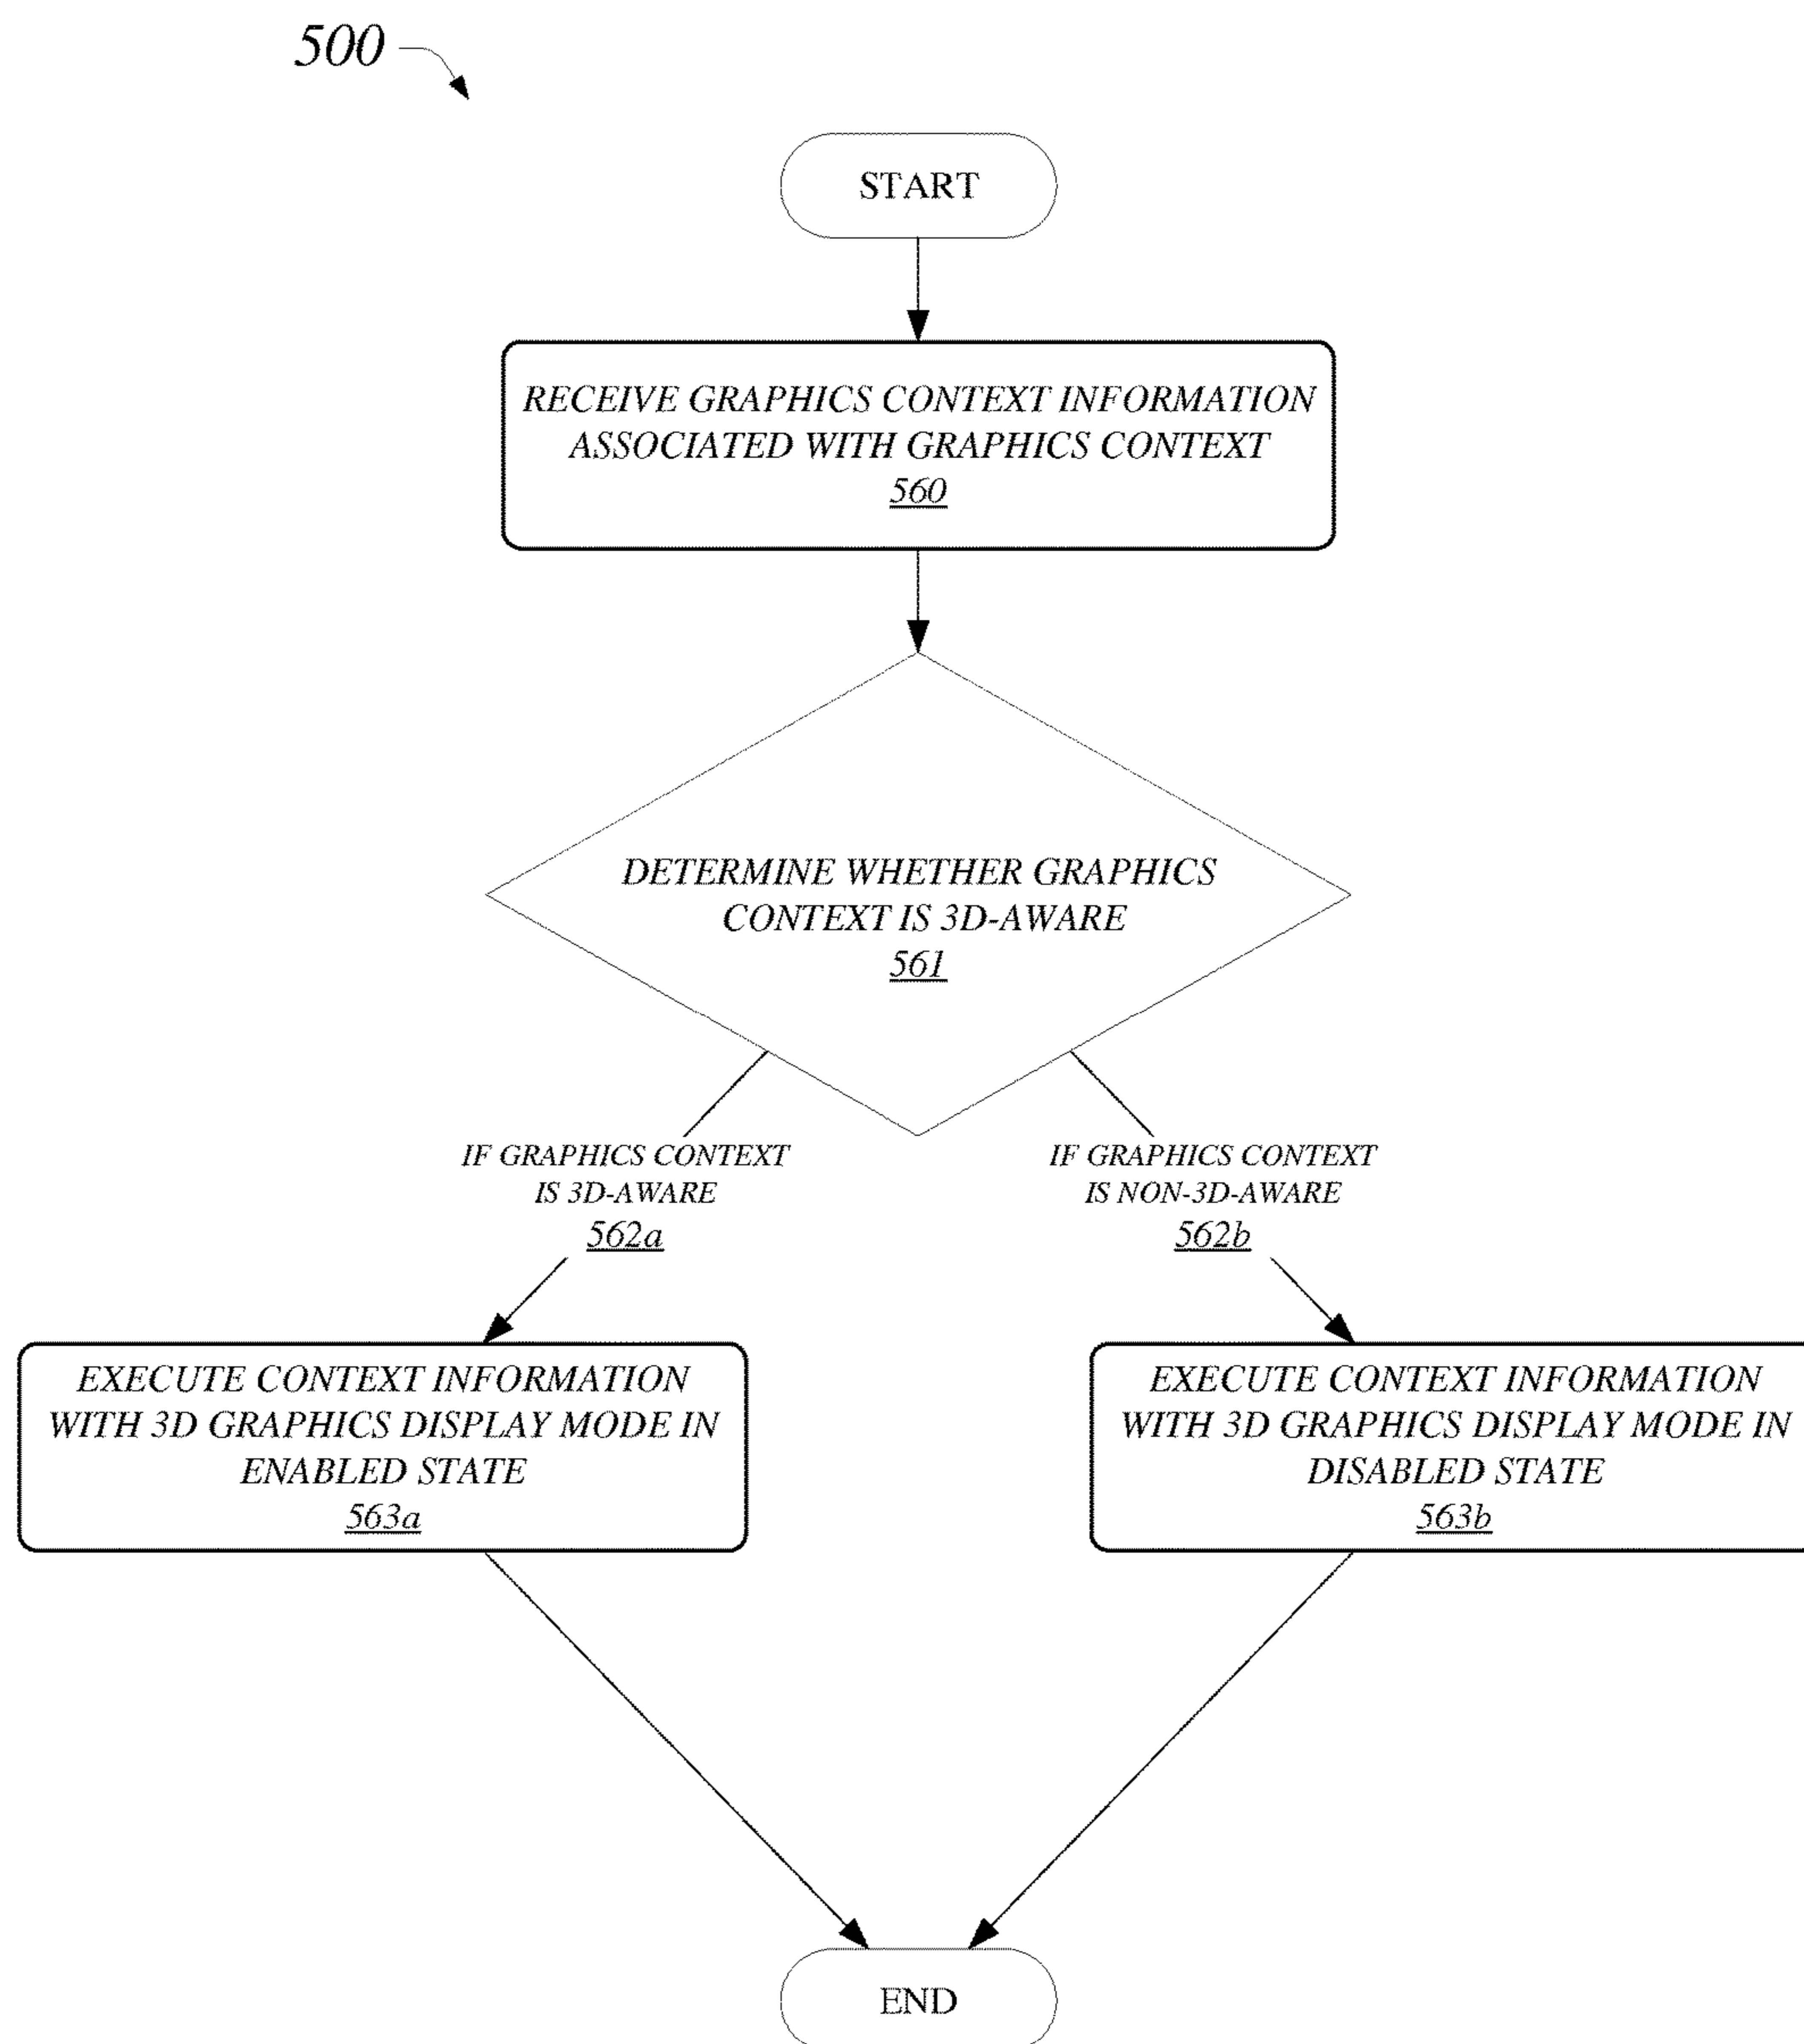 500
START
RECEIVE GRAPHICS CONTEXT INFORMATION
ASSOCIATED WITH GRAPHICS CONTEXT
560
DETERMINE WHETHER GRAPHICS
CONTEXT IS 3D-AWARE
561
IF GRAPHICS CONTEXT
IS 3D-AWARE
562a
IF GRAPHICS CONTEXT
IS NON-3D-AWARE
562b
EXECUTE CONTEXT INFORMATION
WITH 3D GRAPHICS DISPLAY MODE IN
ENABLED STATE
563a
EXECUTE CONTEXT INFORMATION
WITH 3D GRAPHICS DISPLAY MODE IN
DISABLED STATE
563b
END